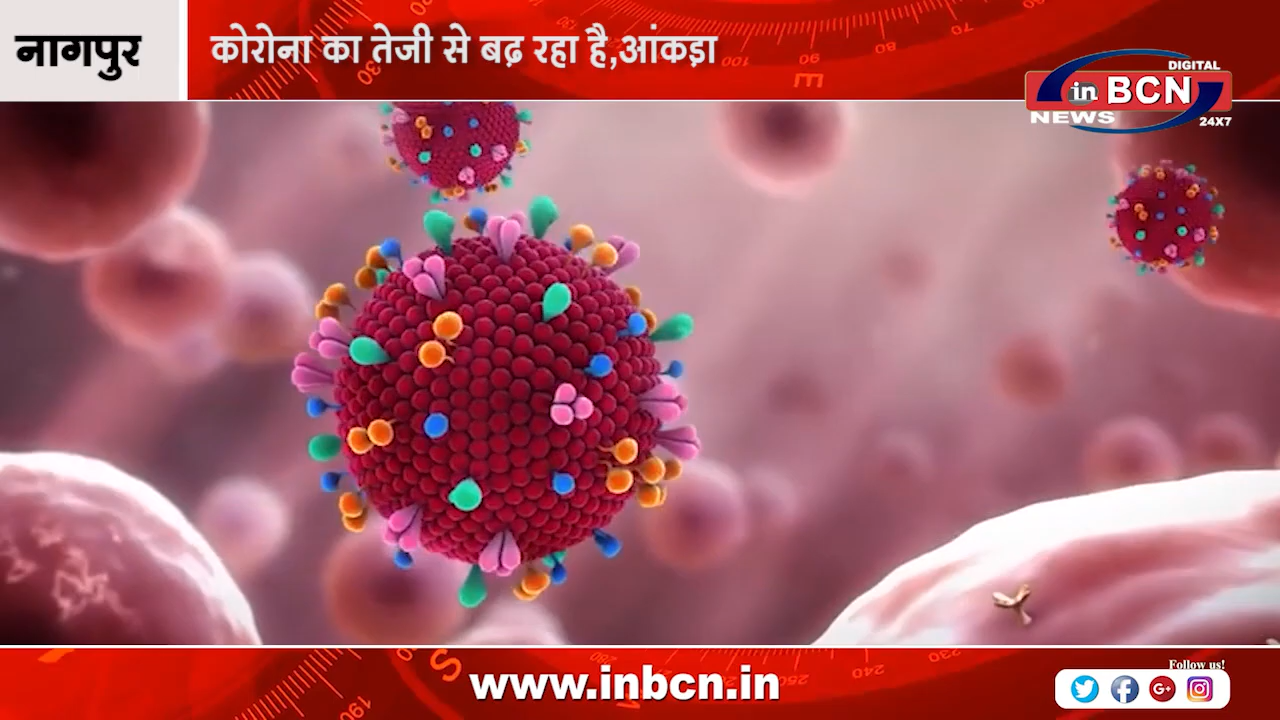 नागपुर
कोरोना का तेजी से बढ़ रहा है,आंकड़ा
DIGITAL
in BCN
NEWS
24X7
www.inbcn.in
Follow us!